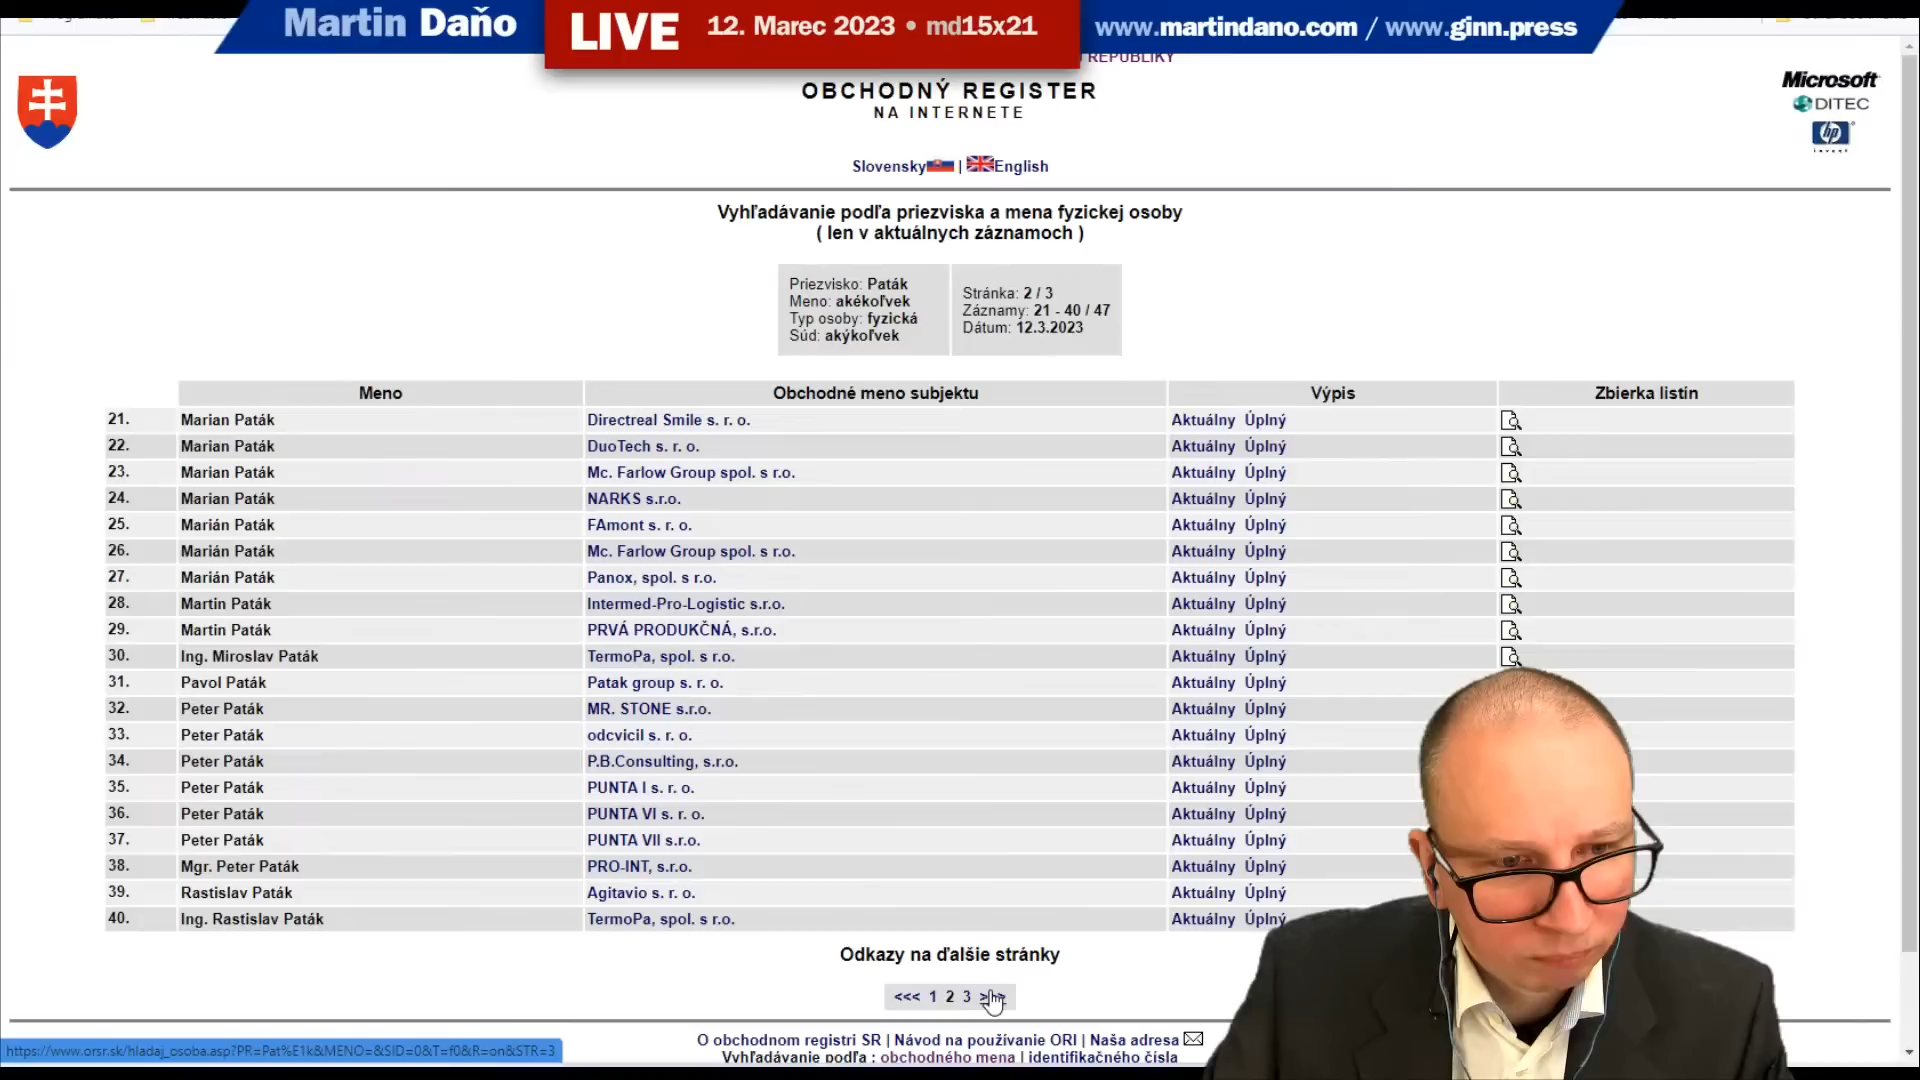 Martin Daňo
LIVE
12. Marec 2023 • md15x21
www.martindano.com / www.ginn.press
REPUBLIKY
OBCHODNÝ REGISTER
NA INTERNETE
Microsoft
DITEC
hp
invent
Slovensky | English
Vyhľadávanie podľa priezviska a mena fyzickej osoby
( len v aktuálnych záznamoch )
Priezvisko: Paták
Meno: akékoľvek
Typ osoby: fyzická
Súd: akýkoľvek
Stránka: 2 / 3
Záznamy: 21 - 40 / 47
Dátum: 12.3.2023
Meno Obchodné meno subjektu Výpis Zbierka listín
21. Marian Paták Directreal Smile s. r. o. Aktuálny Úplný
22. Marian Paták DuoTech s. r. o. Aktuálny Úplný
23. Marian Paták Mc. Farlow Group spol. s r.o. Aktuálny Úplný
24. Marian Paták NARKS s.r.o. Aktuálny Úplný
25. Marián Paták FAmont s. r. o. Aktuálny Úplný
26. Marián Paták Mc. Farlow Group spol. s r.o. Aktuálny Úplný
27. Marián Paták Panox, spol. s r.o. Aktuálny Úplný
28. Martin Paták Intermed-Pro-Logistic s.r.o. Aktuálny Úplný
29. Martin Paták PRVÁ PRODUKČNÁ, s.r.o. Aktuálny Úplný
30. Ing. Miroslav Paták TermoPa, spol. s r.o. Aktuálny Úplný
31. Pavol Paták Patak group s. r. o. Aktuálny Úplný
32. Peter Paták MR. STONE s.r.o. Aktuálny Úplný
33. Peter Paták odcvicil s. r. o. Aktuálny Úplný
34. Peter Paták P.B.Consulting, s.r.o. Aktuálny Úplný
35. Peter Paták PUNTA I s. r. o. Aktuálny Úplný
36. Peter Paták PUNTA VI s. r. o. Aktuálny Úplný
37. Peter Paták PUNTA VII s.r.o. Aktuálny Úplný
38. Mgr. Peter Paták PRO-INT, s.r.o. Aktuálny Úplný
39. Rastislav Paták Agitavio s. r. o. Aktuálny Úplný
40. Ing. Rastislav Paták TermoPa, spol. s r.o. Aktuálny Úplný
Odkazy na ďalšie stránky
<<< 1 2 3 >>>
O obchodnom registri SR | Návod na používanie ORI | Naša adresa
Vyhľadávanie podľa : obchodného mena | identifikačného čísla
https://www.orsr.sk/hladaj_osoba.asp?PR=Pat%E1k&MENO=&SID=0&T=f0&R=on&STR=3